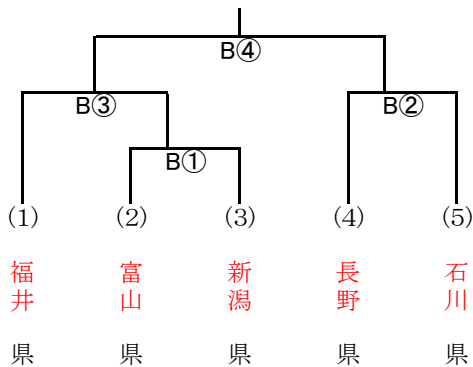 B④
B③
B②
B①
(1) (2) (3) (4) (5)
福井県 富山県 新潟県 長野県 石川県